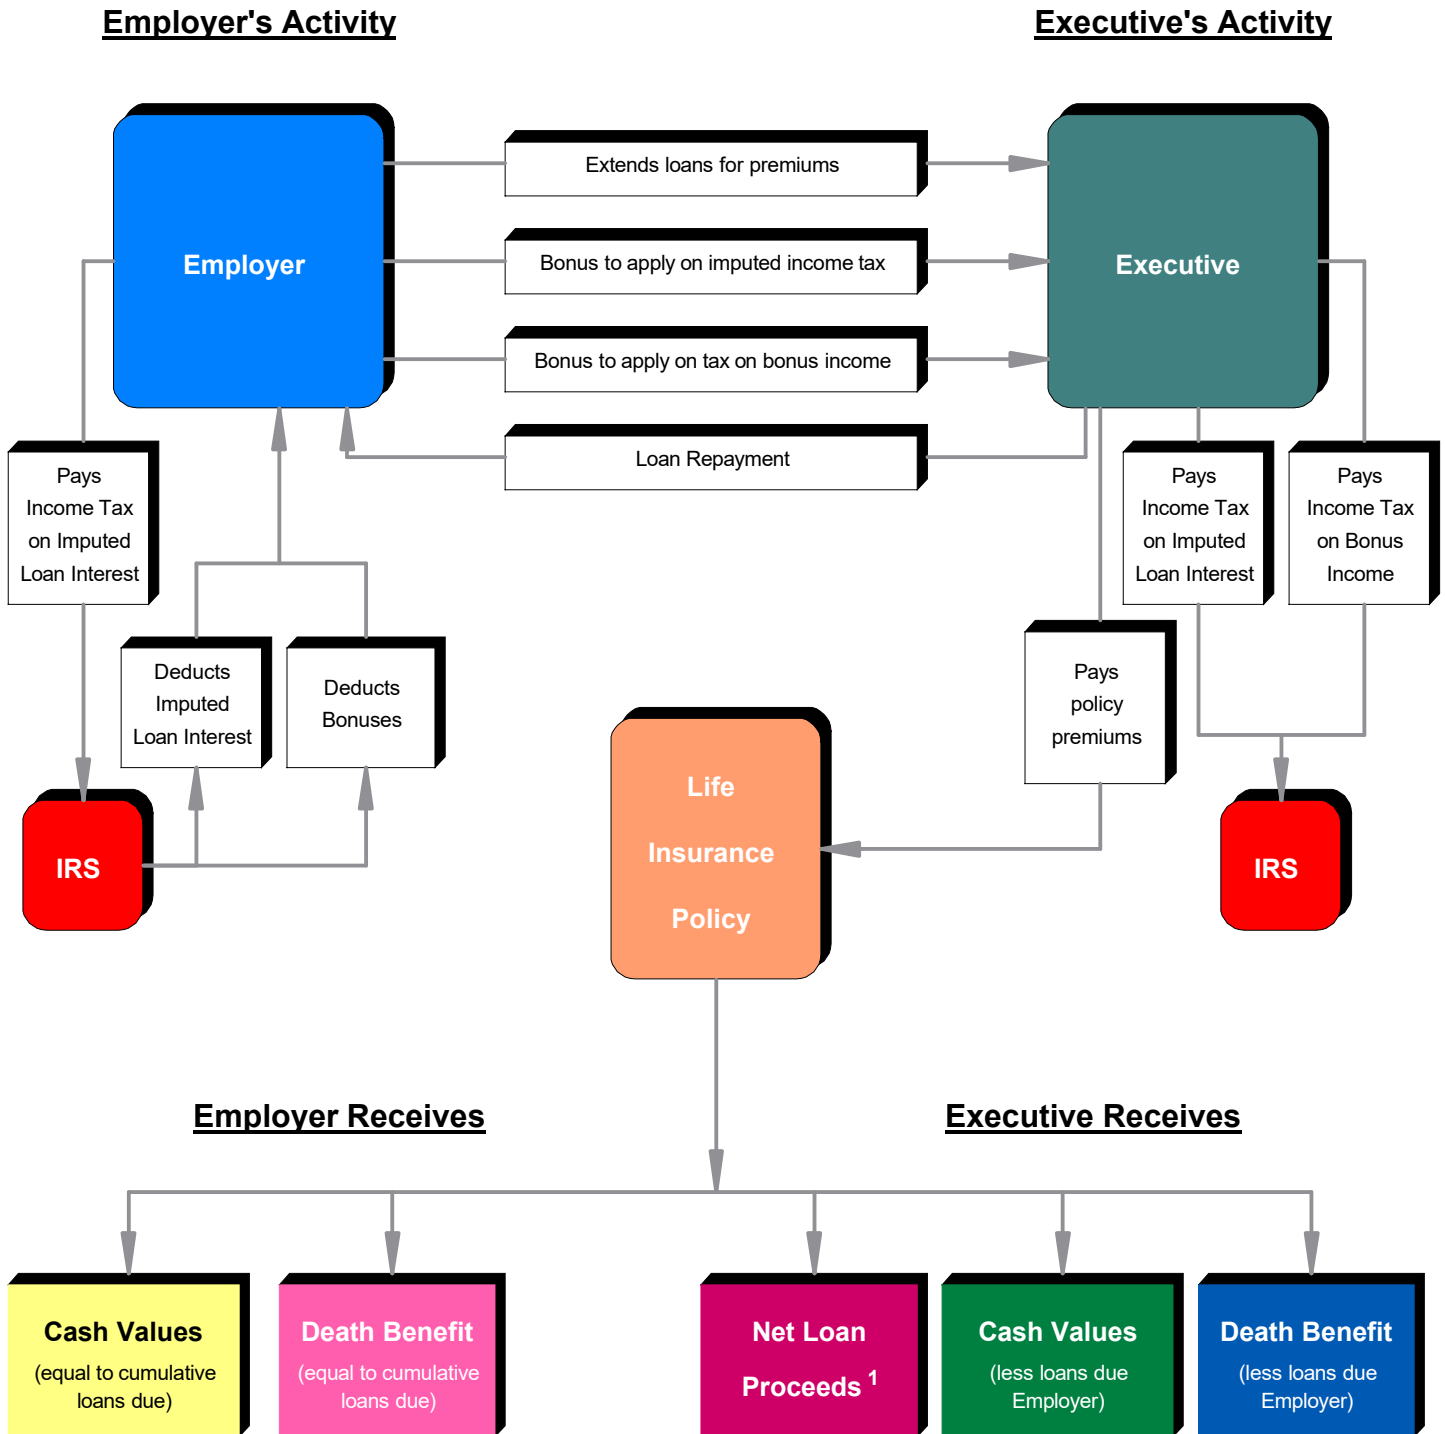 Employer's Activity
Executive's Activity
Extends loans for premiums
Employer
Bonus to apply on imputed income tax
Executive
Bonus to apply on tax on bonus income
Loan Repayment
Pays
Income Tax
on Imputed
Loan Interest
Pays
Income Tax
on Imputed
Loan Interest
Pays
Income Tax
on Bonus
Income
Deducts
Imputed
Loan Interest
Deducts
Bonuses
Pays
policy
premiums
Life
Insurance
Policy
IRS
IRS
Employer Receives
Executive Receives
Cash Values
(equal to cumulative
loans due)
Death Benefit
(equal to cumulative
loans due)
Net Loan
Proceeds 1
Cash Values
(less loans due
Employer)
Death Benefit
(less loans due
Employer)